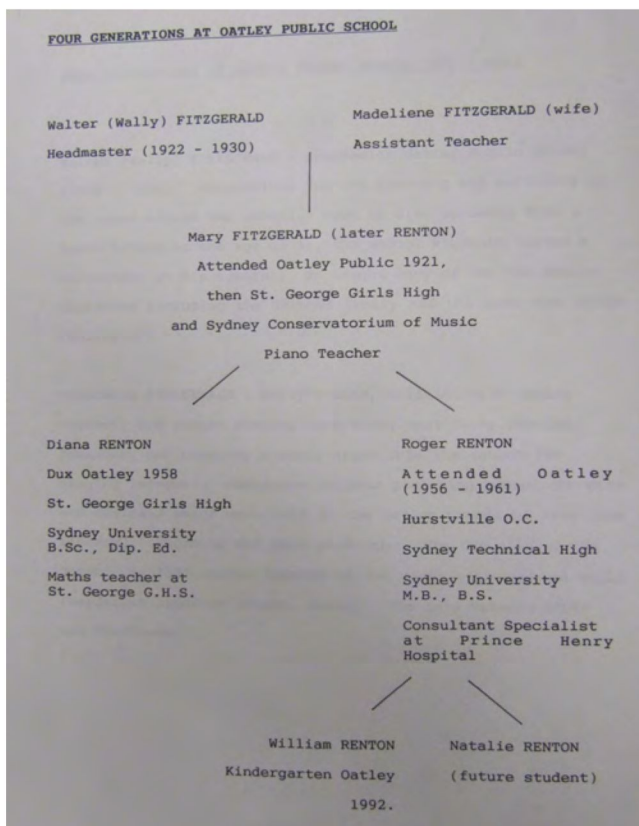 FOUR GENERATIONS AT OATLEY PUBLIC SCHOOL
Walter (Wally) FITZGERALD
Headmaster (1922 - 1930)
Madeliene FITZGERALD (wife)
Assistant Teacher
Mary FITZGERALD (later RENTON)
Attended Oatley Public 1921,
then St. George Girls High
and Sydney Conservatorium of Music
Piano Teacher
Diana RENTON
Dux Oatley 1958
St. George Girls High
Sydney University
B.Sc., Dip. Ed.
Maths teacher at
St. George G.H.S.
Roger RENTON
Attended Oatley
(1956 - 1961)
Hurstville O.C.
Sydney Technical High
Sydney University
M.B., B.S.
Consultant Specialist
at Prince Henry
Hospital
William RENTON
Kindergarten Oatley
1992.
Natalie RENTON
(future student)